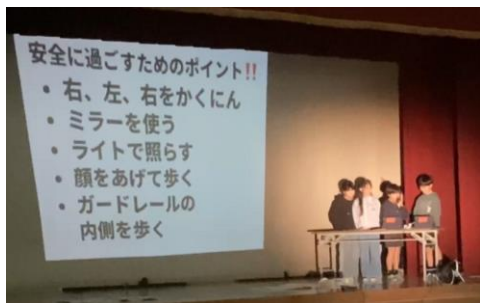 安全に過ごすためのポイント‼
• 右、左、右をかくにん
• ミラーを使う
• ライトで照らす
• 顔をあげて歩く
• ガードレールの
内側を歩く